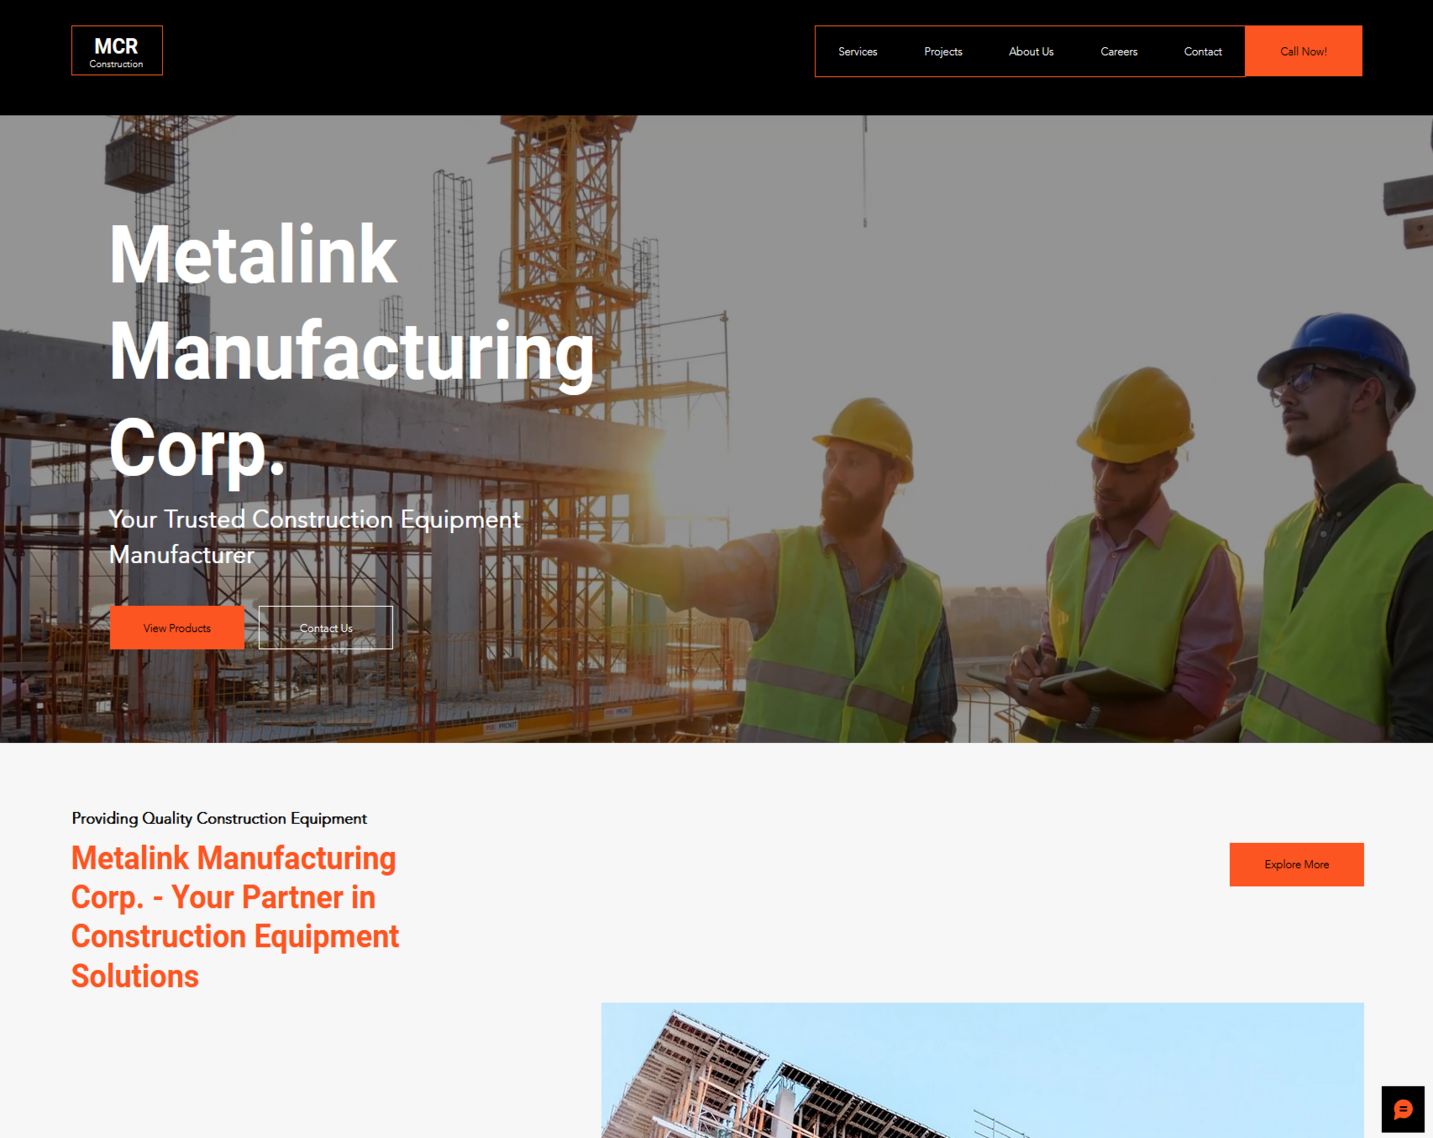 MCR
Construction
Services
Projects
About Us
Careers
Contact
Call Now!
Metalink
Manufacturing
Corp.
Your Trusted Construction Equipment
Manufacturer
View Products
Contact Us
Providing Quality Construction Equipment
Metalink Manufacturing
Corp. - Your Partner in
Construction Equipment
Solutions
Explore More